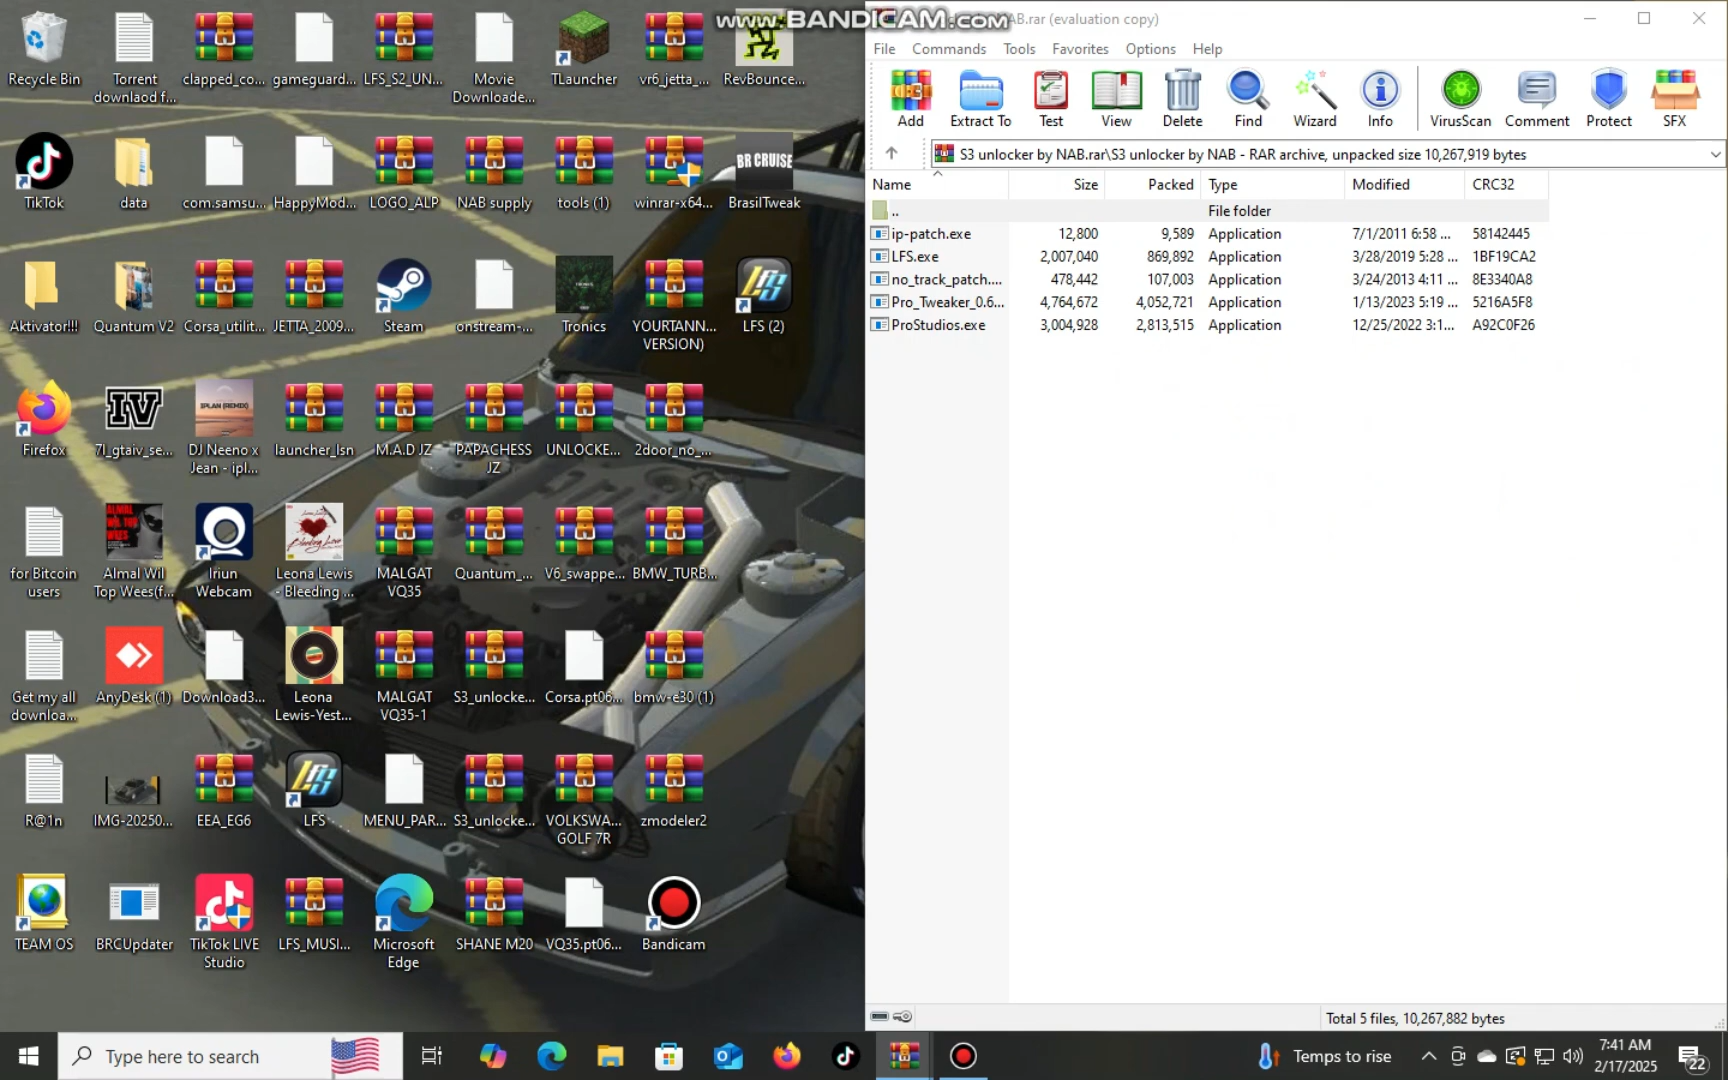 www.BANDICAM.com
NAB.rar (evaluation copy)
File Commands Tools Favorites Options Help
Add Extract To Test View Delete Find Wizard Info VirusScan Comment Protect SFX
S3 unlocker by NAB.rar\S3 unlocker by NAB - RAR archive, unpacked size 10,267,919 bytes
Name Size Packed Type Modified CRC32
.. File folder
ip-patch.exe 12,800 9,589 Application 7/1/2011 6:58 ... 58142445
LFS.exe 2,007,040 869,892 Application 3/28/2019 5:28 ... 1BF19CA2
no_track_patch.... 478,442 107,003 Application 3/24/2013 4:11 ... 8E3340A8
Pro_Tweaker_0.6... 4,764,672 4,052,721 Application 1/13/2023 5:19 ... 5216A5F8
ProStudios.exe 3,004,928 2,813,515 Application 12/25/2022 3:1... A92C0F26
Total 5 files, 10,267,882 bytes
Recycle Bin
Torrent
downlaod f...
clapped_co...
gameguard...
LFS_S2_UN...
Movie
Downloade...
TLauncher
vr6_jetta_...
RevBounce...
TikTok
data
com.samsu...
HappyMod...
LOGO_ALP
NAB supply
tools (1)
winrar-x64...
BR CRUISE
BrasilTweak
Aktivator!!!
Quantum V2
Corsa_utilit...
JETTA_2009...
Steam
onstream-...
Tronics
YOURTANN...
VERSION)
LFS (2)
Firefox
IV
7l_gtaiv_se...
IPLAN (REMIX)
DJ Neeno x
Jean - ipl...
launcher_lsn
M.A.D JZ
PAPACHESS
JZ
UNLOCKE...
2door_no_...
for Bitcoin
users
Almal Wil
Top Wees(f...
Iriun
Webcam
Leona Lewis
- Bleeding ...
MALGAT
VQ35
Quantum_...
V6_swappe...
BMW_TURB...
Get my all
downloa...
AnyDesk (1)
Download3...
Leona
Lewis-Yest...
MALGAT
VQ35-1
S3_unlocke...
Corsa.pt06...
bmw-e30 (1)
R@1n
IMG-20250...
EEA_EG6
LFS
MENU_PAR...
S3_unlocke...
VOLKSWA...
GOLF 7R
zmodeler2
TEAM OS
BRCUpdater
TikTok LIVE
Studio
LFS_MUSI...
Microsoft
Edge
SHANE M20
VQ35.pt06...
Bandicam
Type here to search
Temps to rise
7:41 AM
2/17/2025
22